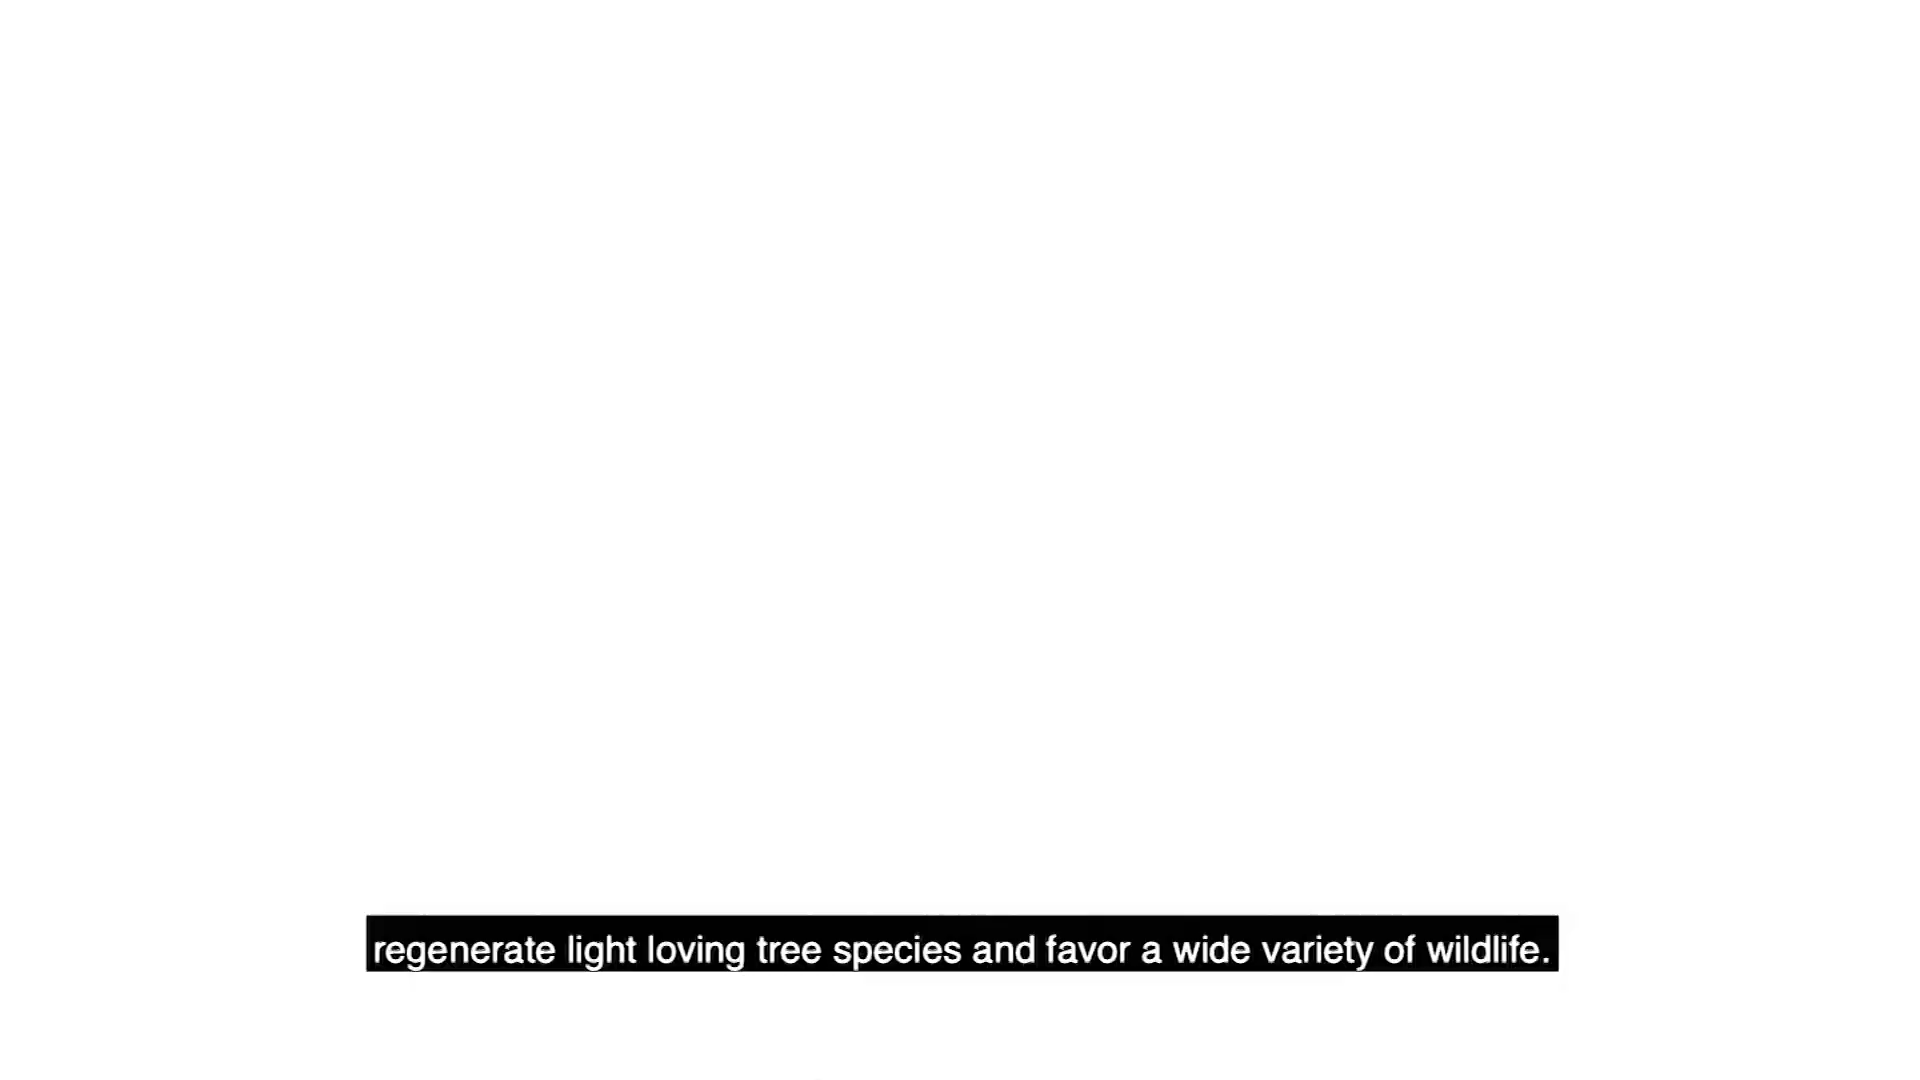 regenerate light loving tree species and favor a wide variety of wildlife.